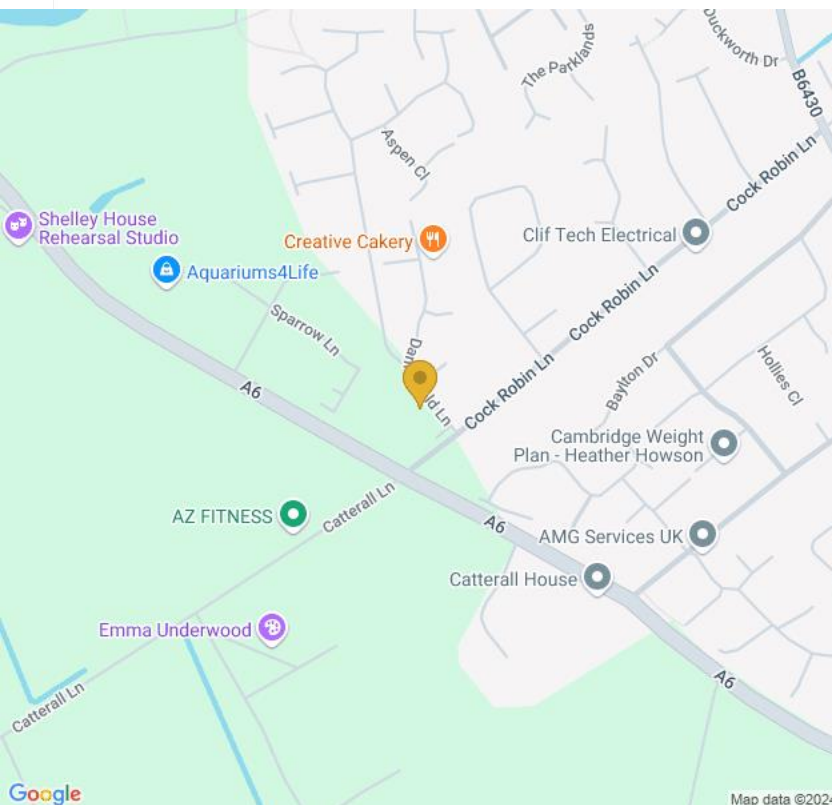 Duckworth Dr
The Parklands
B6430
Aspen Cl
Cock Robin Ln
Shelley House
Rehearsal Studio
Creative Cakery
Clif Tech Electrical
Aquariums4Life
Cock Robin Ln
Sparrow Ln
Baylton Dr
Hollies Cl
A6
Cock Robin Ln
Cambridge Weight
Plan - Heather Howson
AZ FITNESS
Catterall Ln
A6
AMG Services UK
Catterall House
Emma Underwood
Catterall Ln
A6
Google
Map data ©2024